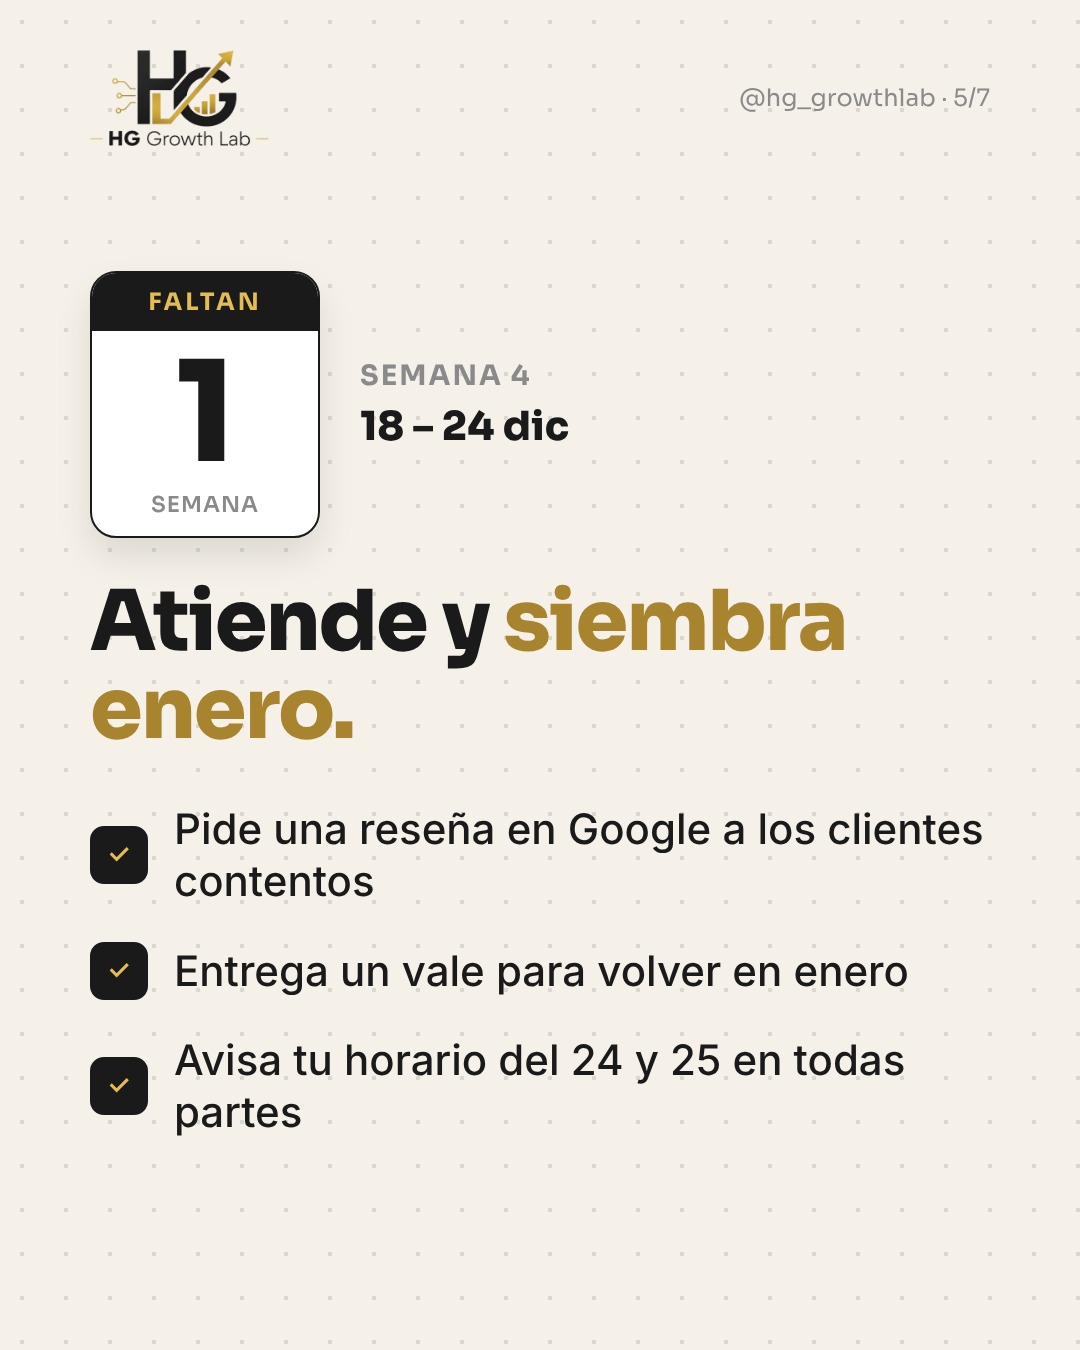 HG
HG Growth Lab
@hg_growthlab · 5/7
FALTAN
1
SEMANA
SEMANA 4
18 – 24 dic
Atiende y siembra
enero.
Pide una reseña en Google a los clientes
contentos
Entrega un vale para volver en enero
Avisa tu horario del 24 y 25 en todas
partes